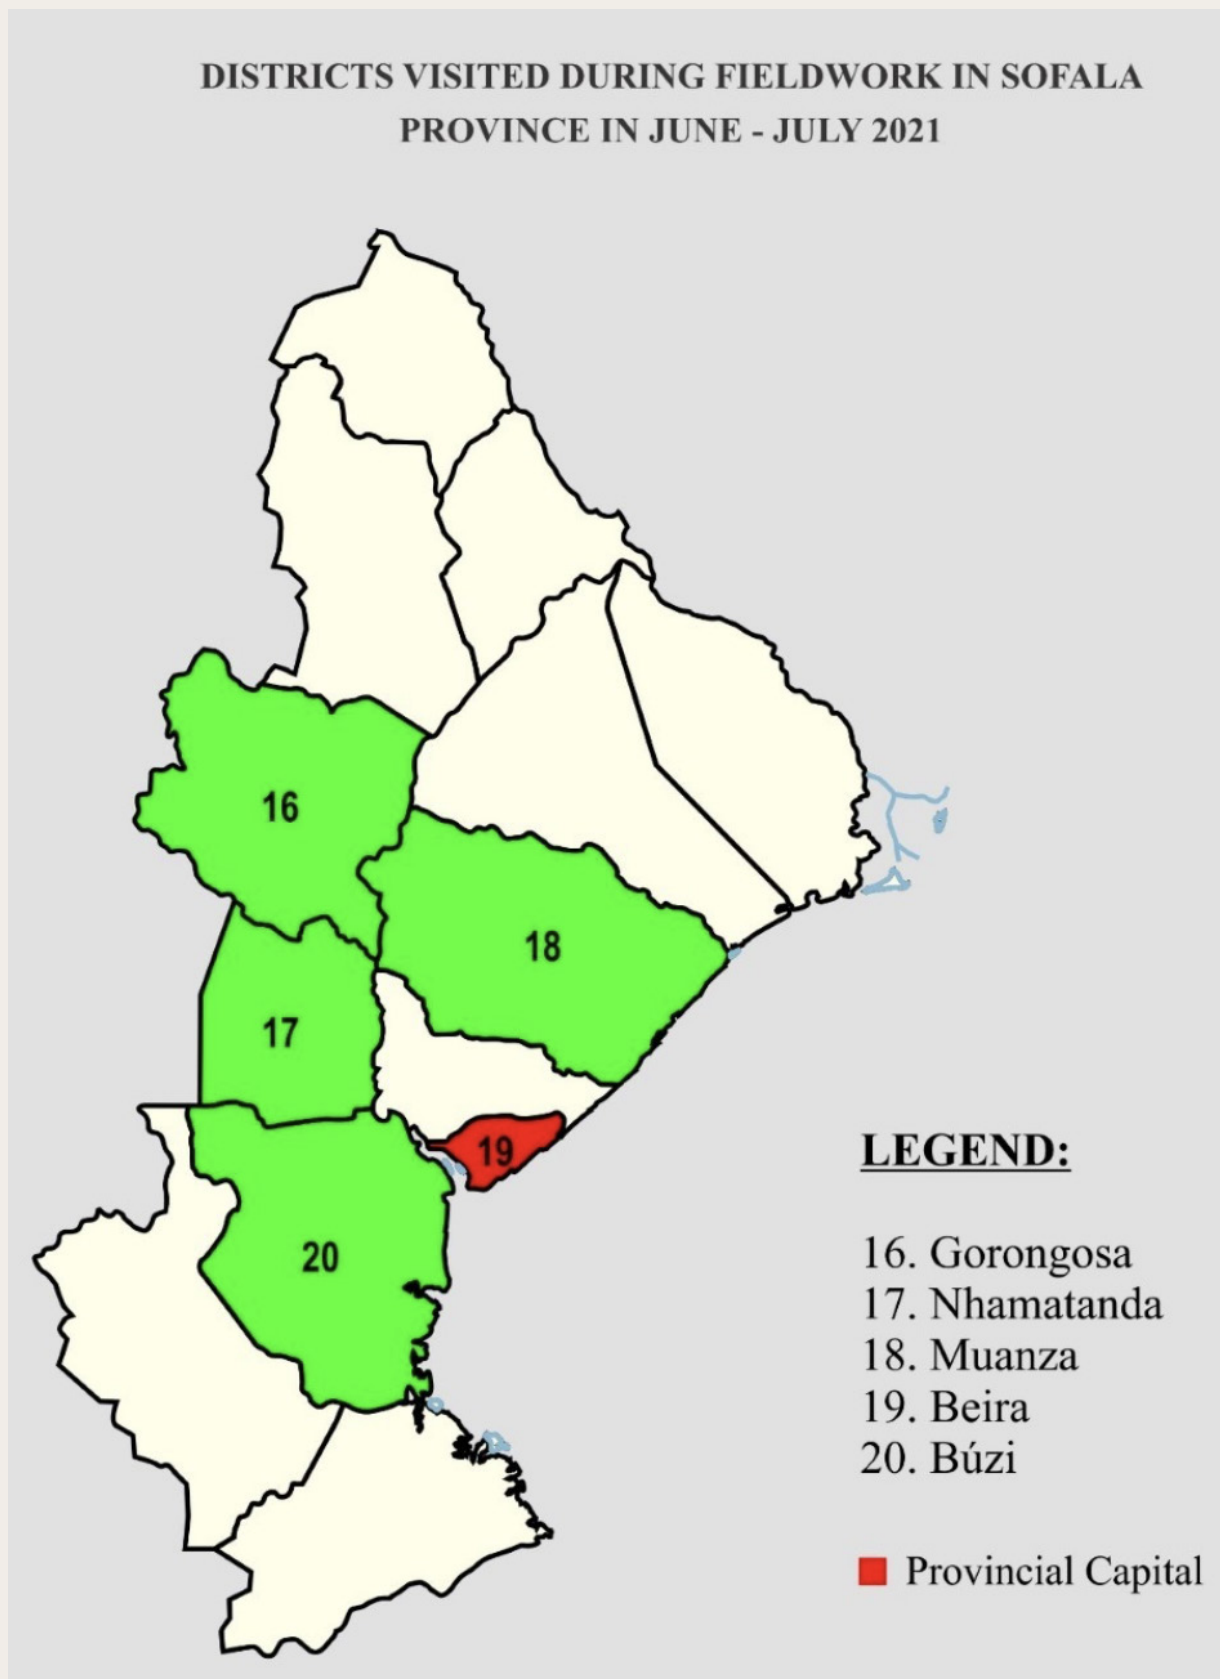 DISTRICTS VISITED DURING FIELDWORK IN SOFALA
PROVINCE IN JUNE - JULY 2021
16
18
17
19
20
LEGEND:
16. Gorongosa
17. Nhamatanda
18. Muanza
19. Beira
20. Búzi
Provincial Capital